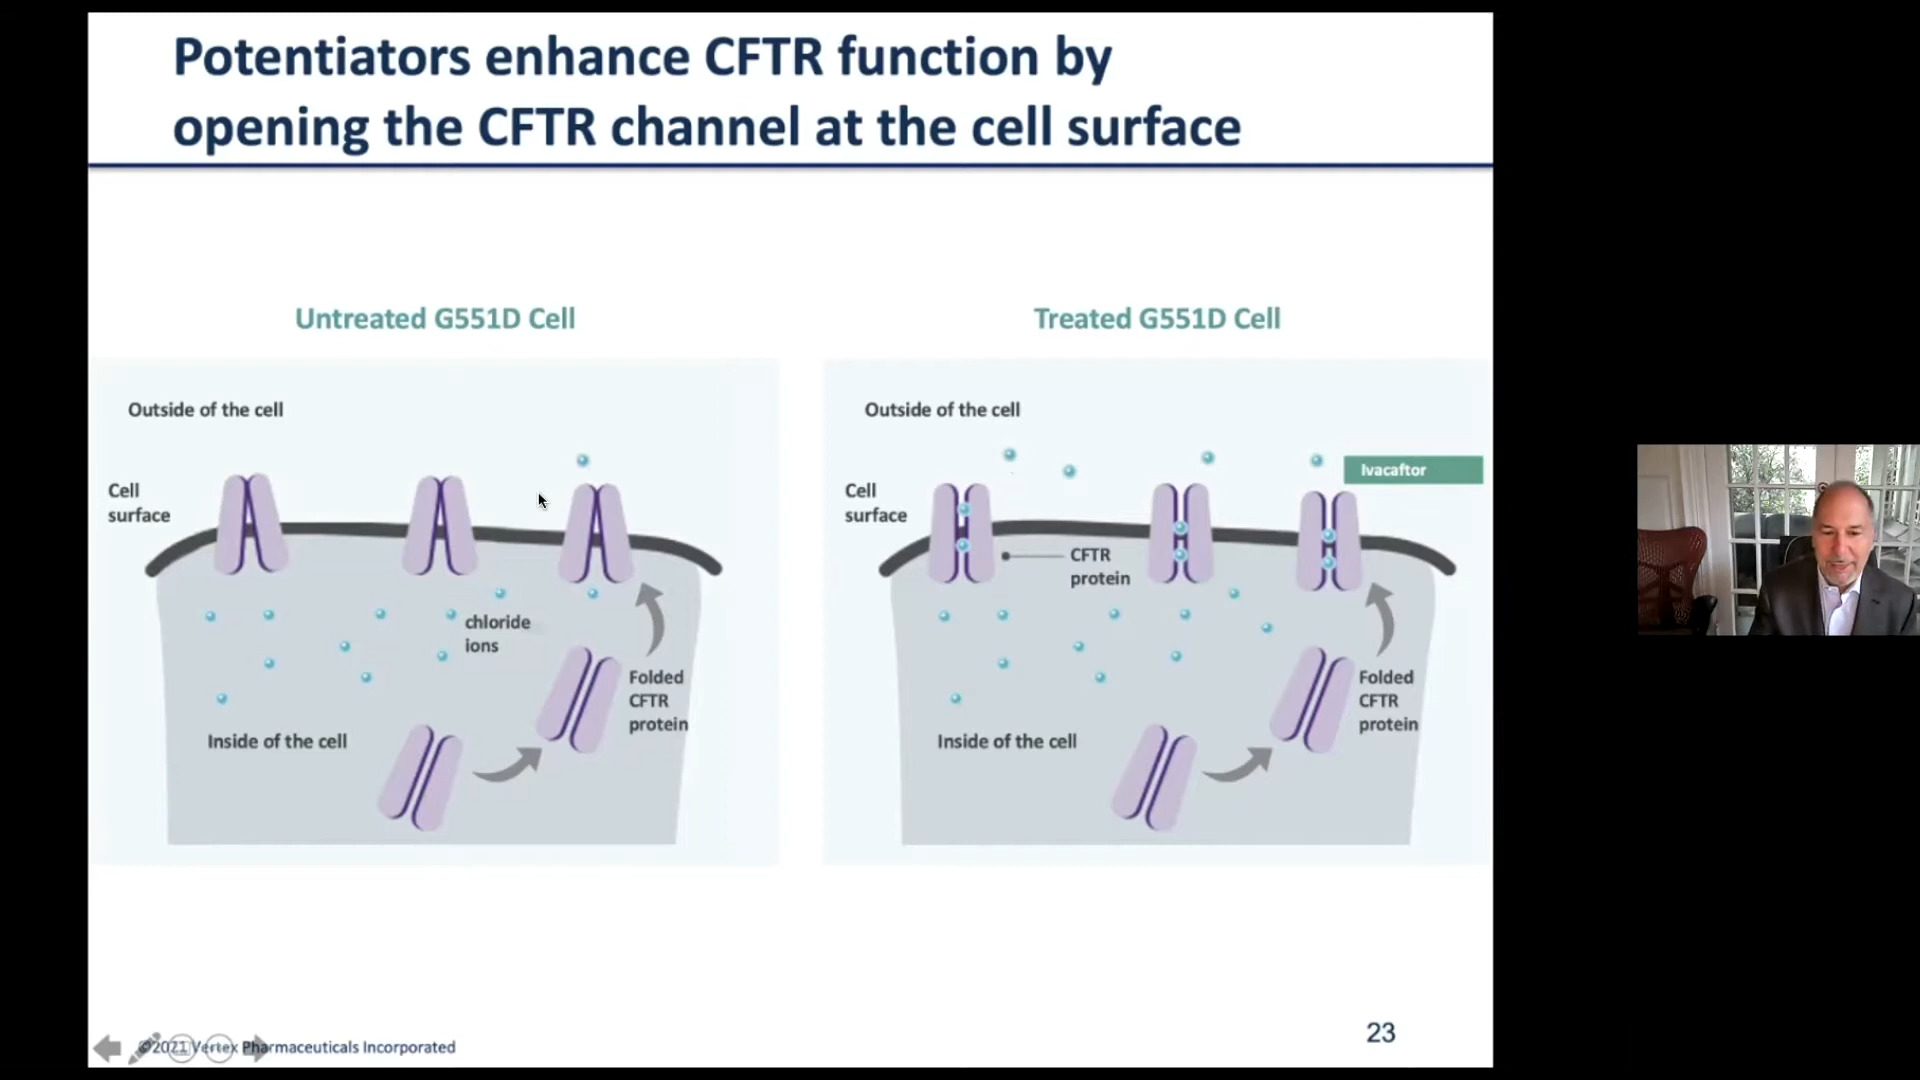 Potentiators enhance CFTR function by
opening the CFTR channel at the cell surface
Untreated G551D Cell
Outside of the cell
Cell
surface
chloride
ions
Folded
CFTR
protein
Inside of the cell
Treated G551D Cell
Outside of the cell
Ivacaftor
Cell
surface
CFTR
protein
Folded
CFTR
protein
Inside of the cell
©2021 Vertex Pharmaceuticals Incorporated
23